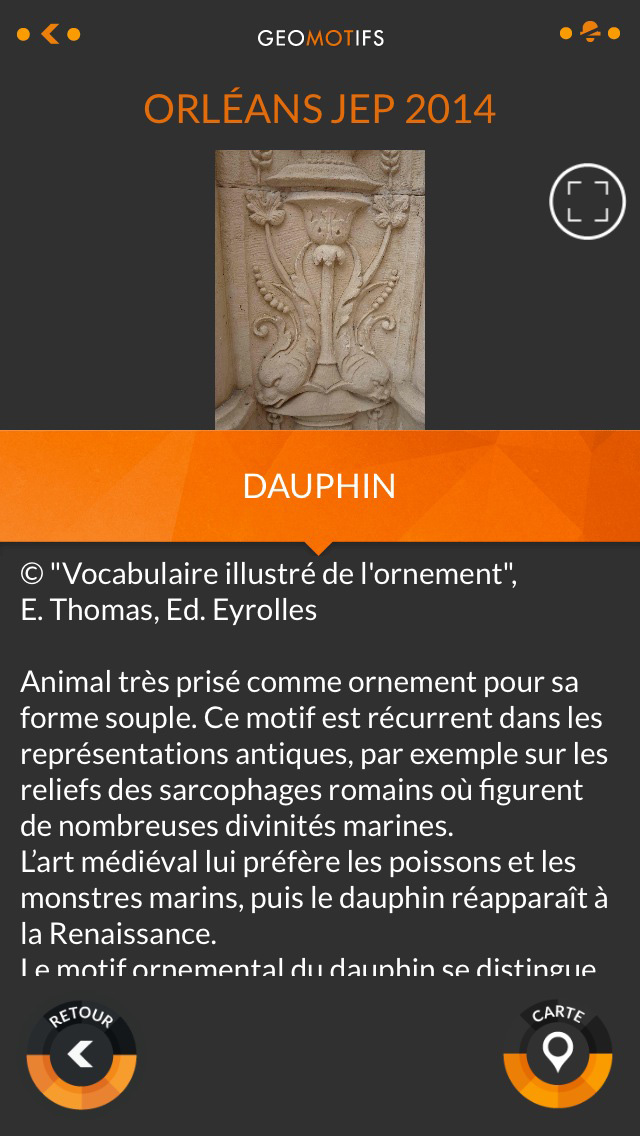 GEOMOTIFS
ORLÉANS JEP 2014
DAUPHIN
© "Vocabulaire illustré de l'ornement",
E. Thomas, Ed. Eyrolles
Animal très prisé comme ornement pour sa
forme souple. Ce motif est récurrent dans les
représentations antiques, par exemple sur les
reliefs des sarcophages romains où figurent
de nombreuses divinités marines.
L’art médiéval lui préfère les poissons et les
monstres marins, puis le dauphin réapparaît à
la Renaissance.
Le motif ornemental du dauphin se distingue
RETOUR
CARTE